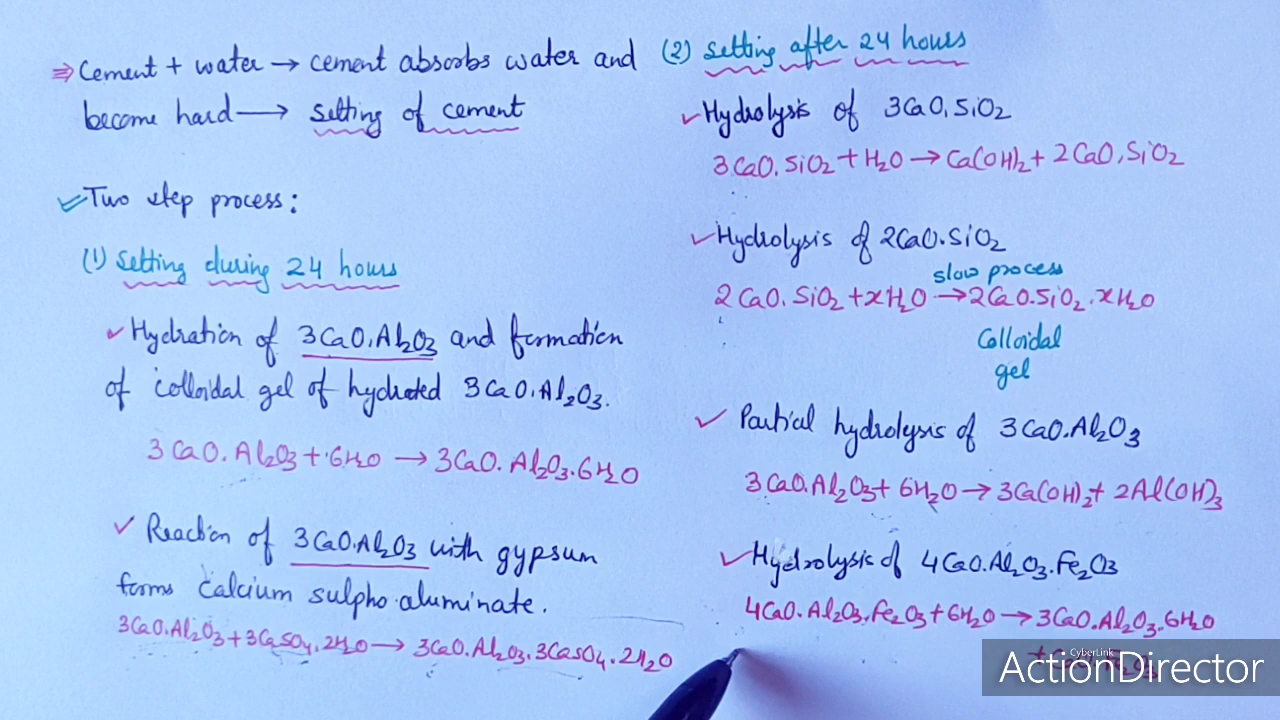 ⇒ Cement + water → cement absorbs water and
become hard → setting of cement
✓ Two step process:
(1) setting during 24 hours
✓ Hydration of 3CaO.Al2O3 and formation
of colloidal gel of hydrated 3CaO.Al2O3.
3CaO.Al2O3 + 6H2O → 3CaO.Al2O3.6H2O
✓ Reaction of 3CaO.Al2O3 with gypsum
forms calcium sulpho-aluminate.
3CaO.Al2O3 + 3CaSO4.2H2O → 3CaO.Al2O3.3CaSO4.2H2O
(2) setting after 24 hours
✓ Hydrolysis of 3CaO.SiO2
3CaO.SiO2 + H2O → Ca(OH)2 + 2CaO.SiO2
✓ Hydrolysis of 2CaO.SiO2
slow process
2CaO.SiO2 + xH2O → 2CaO.SiO2.xH2O
Colloidal
gel
✓ Partial hydrolysis of 3CaO.Al2O3
3CaO.Al2O3 + 6H2O → 3Ca(OH)2 + 2Al(OH)3
✓ Hydrolysis of 4CaO.Al2O3.Fe2O3
4CaO.Al2O3.Fe2O3 + 6H2O → 3CaO.Al2O3.6H2O
CyberLink
ActionDirector